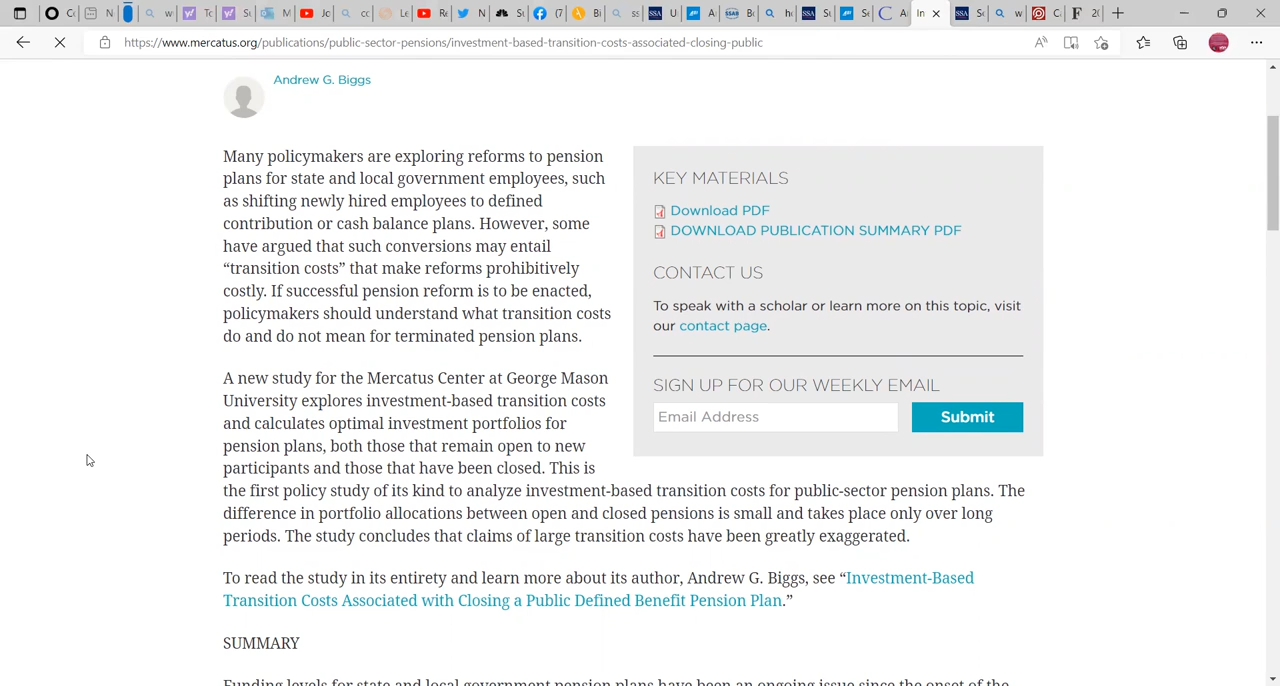 https://www.mercatus.org/publications/public-sector-pensions/investment-based-transition-costs-associated-closing-public
Andrew G. Biggs
Many policymakers are exploring reforms to pension
plans for state and local government employees, such
as shifting newly hired employees to defined
contribution or cash balance plans. However, some
have argued that such conversions may entail
“transition costs” that make reforms prohibitively
costly. If successful pension reform is to be enacted,
policymakers should understand what transition costs
do and do not mean for terminated pension plans.
KEY MATERIALS
Download PDF
DOWNLOAD PUBLICATION SUMMARY PDF
CONTACT US
To speak with a scholar or learn more on this topic, visit
our contact page.
SIGN UP FOR OUR WEEKLY EMAIL
Email Address
Submit
A new study for the Mercatus Center at George Mason
University explores investment-based transition costs
and calculates optimal investment portfolios for
pension plans, both those that remain open to new
participants and those that have been closed. This is
the first policy study of its kind to analyze investment-based transition costs for public-sector pension plans. The
difference in portfolio allocations between open and closed pensions is small and takes place only over long
periods. The study concludes that claims of large transition costs have been greatly exaggerated.
To read the study in its entirety and learn more about its author, Andrew G. Biggs, see “Investment-Based
Transition Costs Associated with Closing a Public Defined Benefit Pension Plan.”
SUMMARY
Funding levels for state and local government pension plans have been an ongoing issue since the onset of the